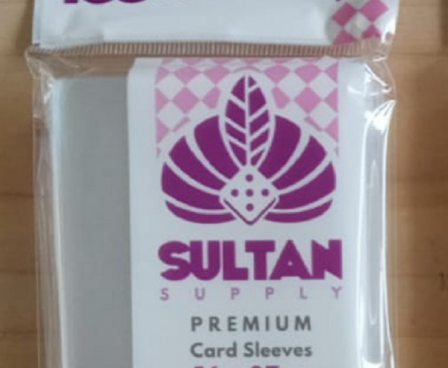 SULTAN
SUPPLY
PREMIUM
Card Sleeves